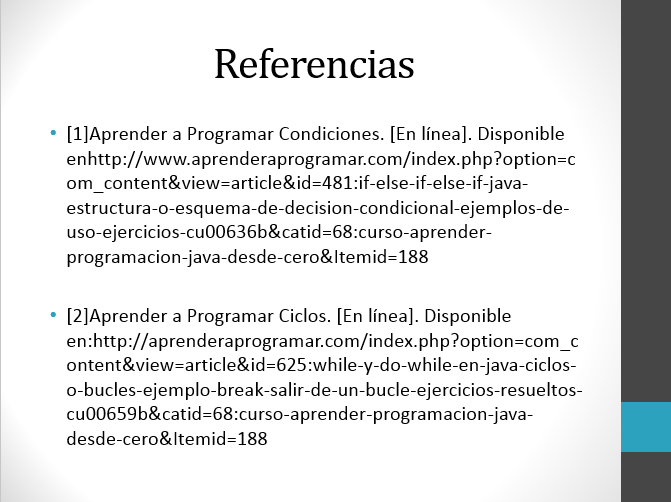 Referencias
[1]Aprender a Programar Condiciones. [En línea]. Disponible
enhttp://www.aprenderaprogramar.com/index.php?option=c
om_content&view=article&id=481:if-else-if-else-if-java-
estructura-o-esquema-de-decision-condicional-ejemplos-de-
uso-ejercicios-cu00636b&catid=68:curso-aprender-
programacion-java-desde-cero&Itemid=188
[2]Aprender a Programar Ciclos. [En línea]. Disponible
en:http://aprenderaprogramar.com/index.php?option=com_c
ontent&view=article&id=625:while-y-do-while-en-java-ciclos-
o-bucles-ejemplo-break-salir-de-un-bucle-ejercicios-resueltos-
cu00659b&catid=68:curso-aprender-programacion-java-
desde-cero&Itemid=188